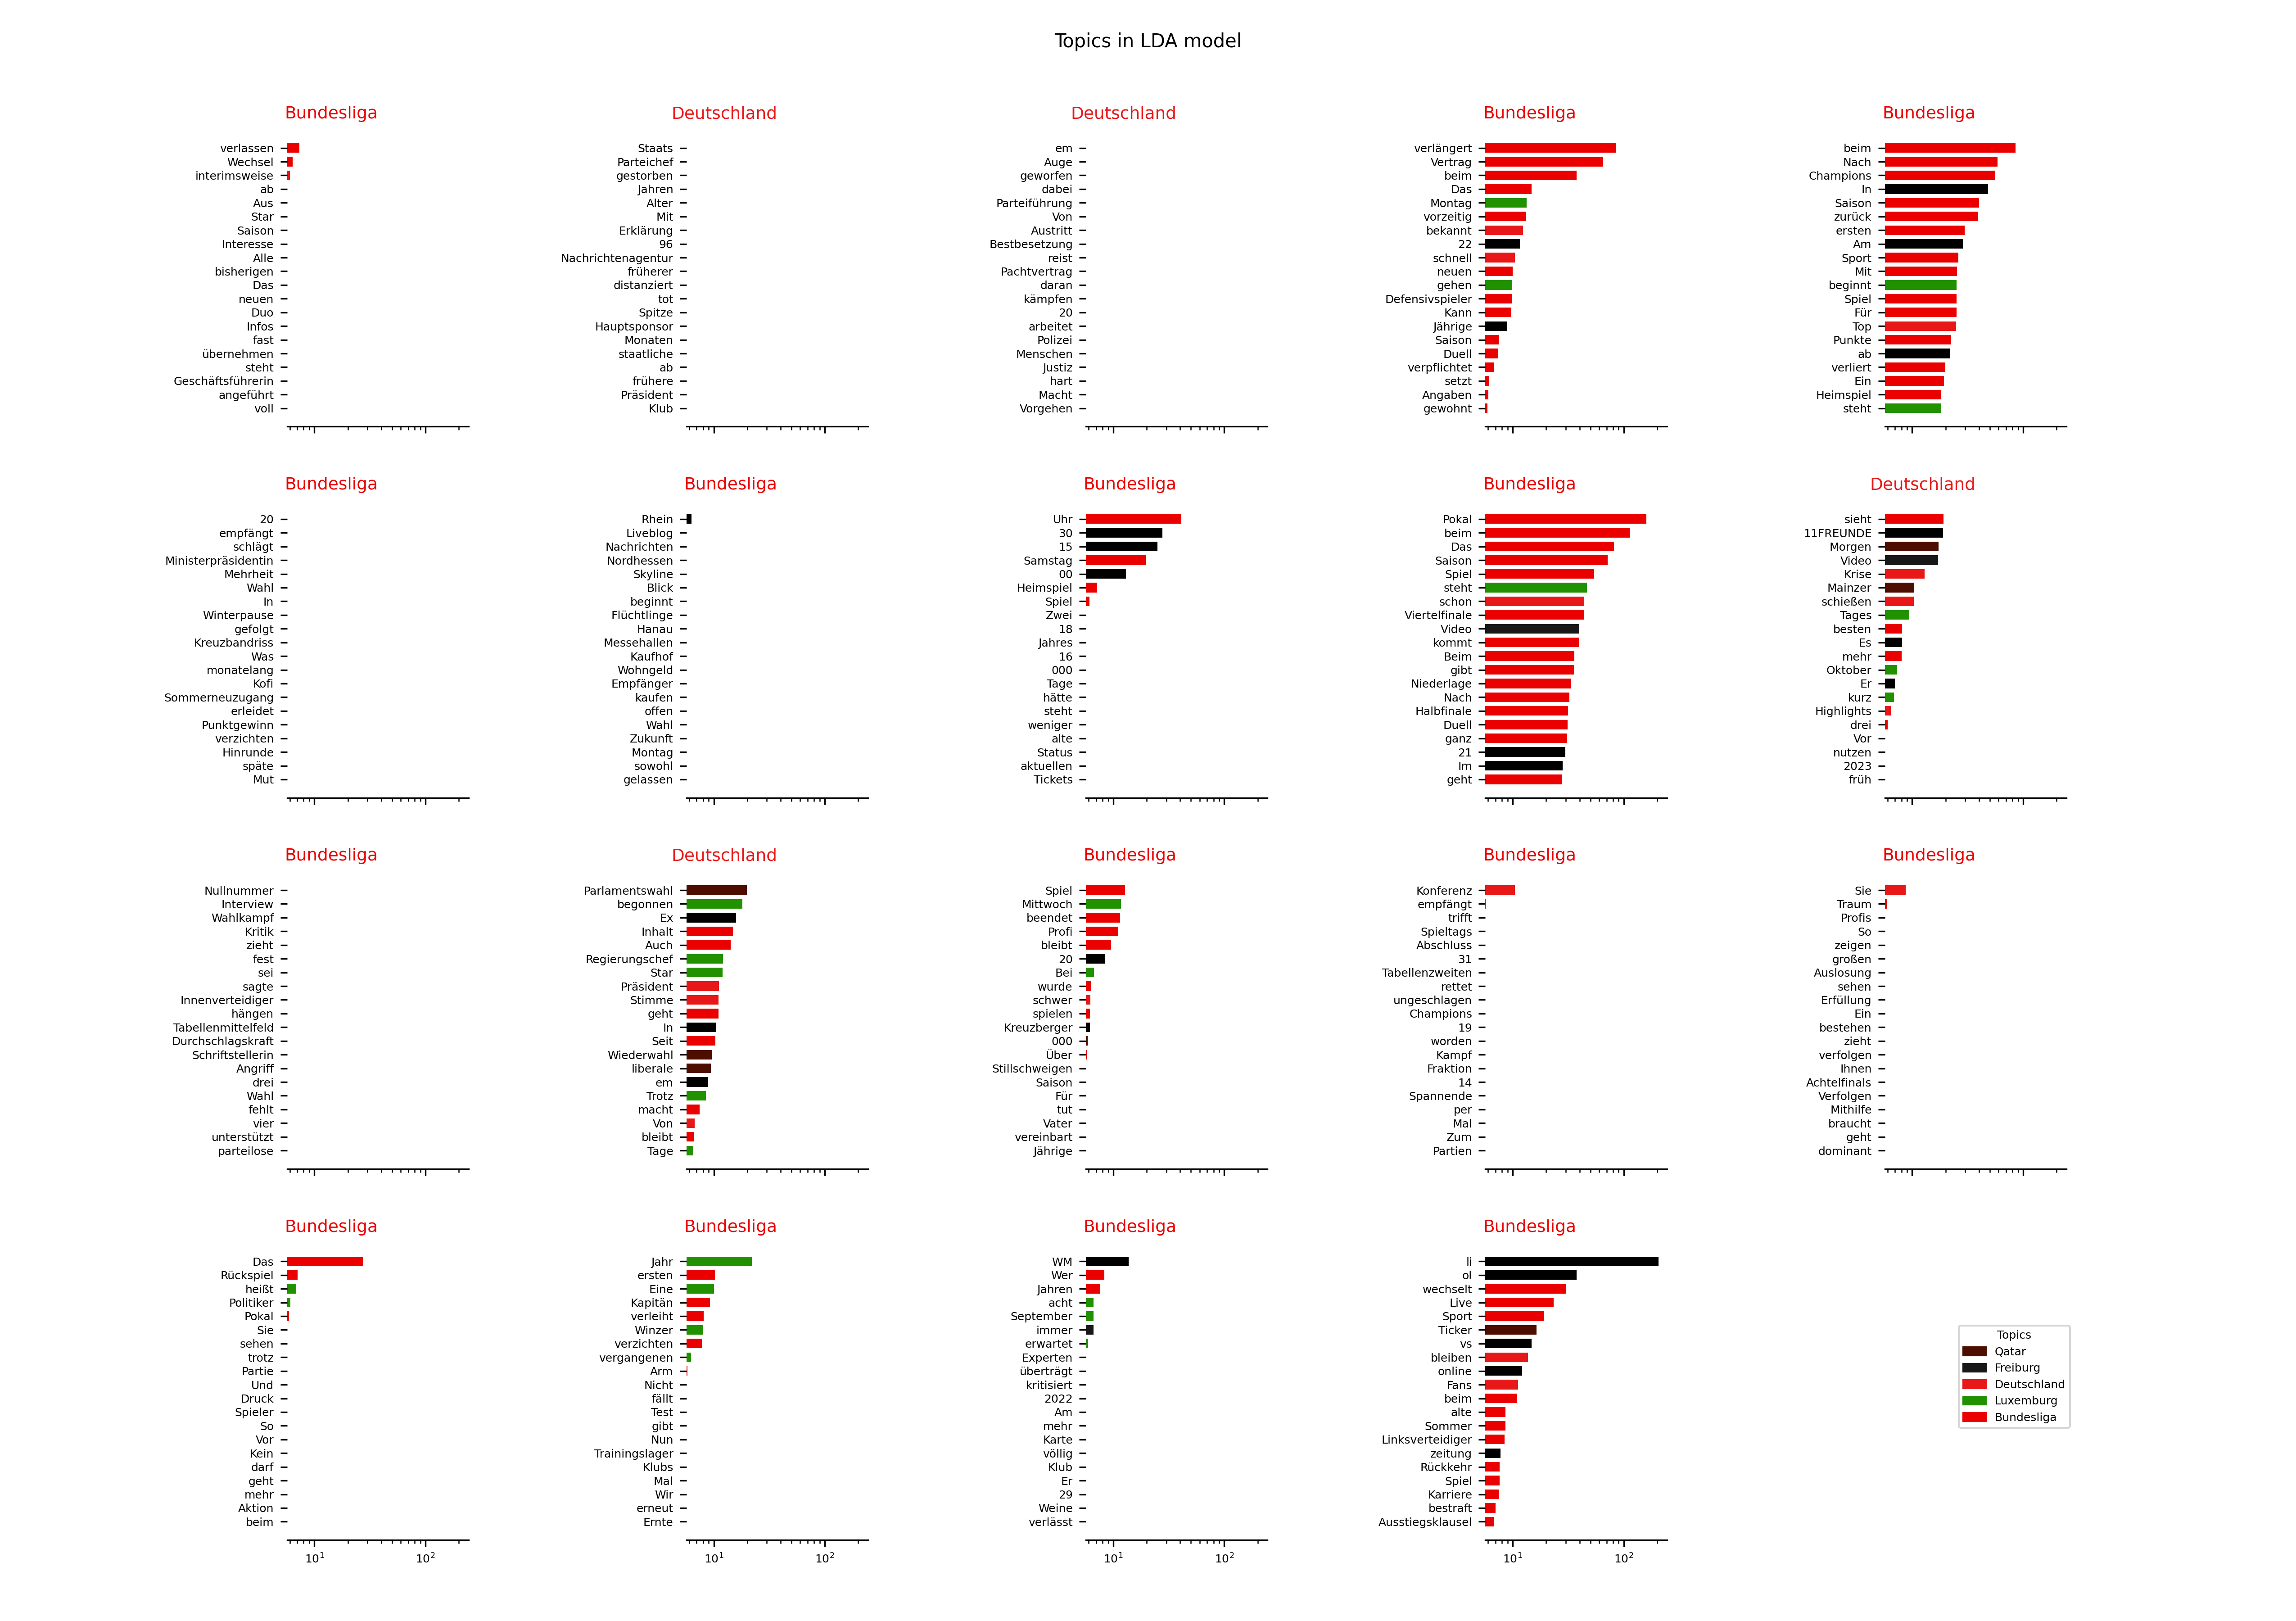 Topics in LDA model
Bundesliga
verlassen
Wechsel
interimsweise
ab
Aus
Star
Saison
Interesse
Alle
bisherigen
Das
neuen
Duo
Infos
fast
übernehmen
steht
Geschäftsführerin
angeführt
voll
Deutschland
Staats
Parteichef
gestorben
Jahren
Alter
Mit
Erklärung
96
Nachrichtenagentur
früherer
distanziert
tot
Spitze
Hauptsponsor
Monaten
staatliche
ab
frühere
Präsident
Klub
Deutschland
em
Auge
geworfen
dabei
Parteiführung
Von
Austritt
Bestbesetzung
reist
Pachtvertrag
daran
kämpfen
20
arbeitet
Polizei
Menschen
Justiz
hart
Macht
Vorgehen
Bundesliga
verlängert
Vertrag
beim
Das
Montag
vorzeitig
bekannt
22
schnell
neuen
gehen
Defensivspieler
Kann
Jährige
Saison
Duell
verpflichtet
setzt
Angaben
gewohnt
Bundesliga
beim
Nach
Champions
In
Saison
zurück
ersten
Am
Sport
Mit
beginnt
Spiel
Für
Top
Punkte
ab
verliert
Ein
Heimspiel
steht
Bundesliga
20
empfängt
schlägt
Ministerpräsidentin
Mehrheit
Wahl
In
Winterpause
gefolgt
Kreuzbandriss
Was
monatelang
Kofi
Sommerneuzugang
erleidet
Punktgewinn
verzichten
Hinrunde
späte
Mut
Bundesliga
Rhein
Liveblog
Nachrichten
Nordhessen
Skyline
Blick
beginnt
Flüchtlinge
Hanau
Messehallen
Kaufhof
Wohngeld
Empfänger
kaufen
offen
Wahl
Zukunft
Montag
sowohl
gelassen
Bundesliga
Uhr
30
15
Samstag
00
Heimspiel
Spiel
Zwei
18
Jahres
16
000
Tage
hätte
steht
weniger
alte
Status
aktuellen
Tickets
Bundesliga
Pokal
beim
Das
Saison
Spiel
steht
schon
Viertelfinale
Video
kommt
Beim
gibt
Niederlage
Nach
Halbfinale
Duell
ganz
21
Im
geht
Deutschland
sieht
11FREUNDE
Morgen
Video
Krise
Mainzer
schießen
Tages
besten
Es
mehr
Oktober
Er
kurz
Highlights
drei
Vor
nutzen
2023
früh
Bundesliga
Nullnummer
Interview
Wahlkampf
Kritik
zieht
fest
sei
sagte
Innenverteidiger
hängen
Tabellenmittelfeld
Durchschlagskraft
Schriftstellerin
Angriff
drei
Wahl
fehlt
vier
unterstützt
parteilose
Deutschland
Parlamentswahl
begonnen
Ex
Inhalt
Auch
Regierungschef
Star
Präsident
Stimme
geht
In
Seit
Wiederwahl
liberale
em
Trotz
macht
Von
bleibt
Tage
Bundesliga
Spiel
Mittwoch
beendet
Profi
bleibt
20
Bei
wurde
schwer
spielen
Kreuzberger
000
Über
Stillschweigen
Saison
Für
tut
Vater
vereinbart
Jährige
Bundesliga
Konferenz
empfängt
trifft
Spieltags
Abschluss
31
Tabellenzweiten
rettet
ungeschlagen
Champions
19
worden
Kampf
Fraktion
14
Spannende
per
Mal
Zum
Partien
Bundesliga
Sie
Traum
Profis
So
zeigen
großen
Auslosung
sehen
Erfüllung
Ein
bestehen
zieht
verfolgen
Ihnen
Achtelfinals
Verfolgen
Mithilfe
braucht
geht
dominant
Bundesliga
Das
Rückspiel
heißt
Politiker
Pokal
Sie
sehen
trotz
Partie
Und
Druck
Spieler
So
Vor
Kein
darf
geht
mehr
Aktion
beim
10¹ 10²
Bundesliga
Jahr
ersten
Eine
Kapitän
verleiht
Winzer
verzichten
vergangenen
Arm
Nicht
fällt
Test
gibt
Nun
Trainingslager
Klubs
Mal
Wir
erneut
Ernte
10¹ 10²
Bundesliga
WM
Wer
Jahren
acht
September
immer
erwartet
Experten
überträgt
kritisiert
2022
Am
mehr
Karte
völlig
Klub
Er
29
Weine
verlässt
10¹ 10²
Bundesliga
li
ol
wechselt
Live
Sport
Ticker
vs
bleiben
online
Fans
beim
alte
Sommer
Linksverteidiger
zeitung
Rückkehr
Spiel
Karriere
bestraft
Ausstiegsklausel
10¹ 10²
Topics
Qatar
Freiburg
Deutschland
Luxemburg
Bundesliga